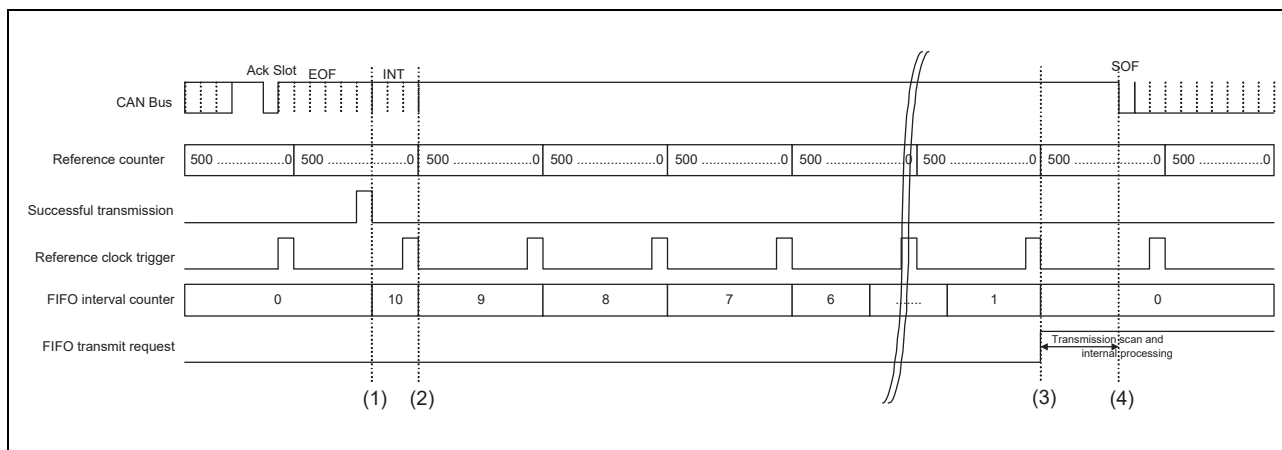 Ack Slot EOF INT SOF
CAN Bus
Reference counter 500 ................0 500 ................0 500 ................0 500 ................0 500 ................0 500 ................0 500 ................0 500 ................0 500 ................0
Successful transmission
Reference clock trigger
FIFO interval counter 0 10 9 8 7 6 ....... 1 0
FIFO transmit request
Transmission scan and
internal processing
(1) (2) (3) (4)